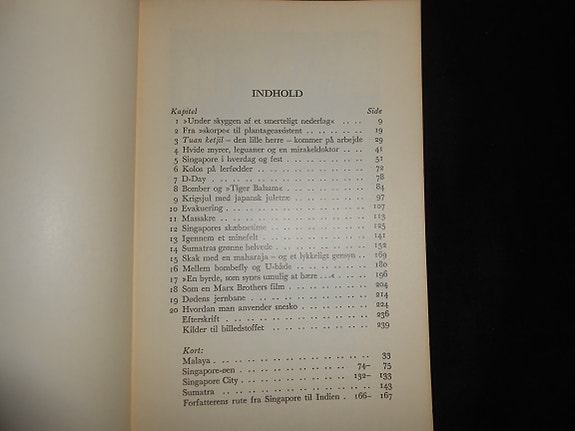 INDHOLD
Kapitel Side
1 »Under skyggen af et smerteligt nederlag« .. .. 9
2 Fra »skorpe« til plantageassistent .. .. .. .. .. 19
3 Tuan ketjil – den lille herre – kommer på arbejde 29
4 Hvide myrer, leguaner og en mirakeldoktor .. .. 41
5 Singapore i hverdag og fest .. .. .. .. .. .. 51
6 Kolos på lerfødder .. .. .. .. .. .. .. .. 72
7 D-Day .. .. .. .. .. .. .. .. .. .. .. 78
8 Bomber og »Tiger Balsam« .. .. .. .. .. .. 84
9 Krigsjul med japansk juletræ .. .. .. .. .. .. 97
10 Evakuering .. .. .. .. .. .. .. .. .. .. 107
11 Massakre .. .. .. .. .. .. .. .. .. .. 113
12 Singapores skæbnetime .. .. .. .. .. .. .. 125
13 Igennem et minefelt .. .. .. .. .. .. .. .. 141
14 Sumatras grønne helvede .. .. .. .. .. .. .. 152
15 Skak med en maharaja – og et lykkeligt gensyn .. 169
16 Mellem bombefly og U-både .. .. .. .. .. .. 180
17 »En byrde, som synes umulig at bære . . .« .. .. 196
18 Som en Marx Brothers film .. .. .. .. .. .. 204
19 Dødens jernbane .. .. .. .. .. .. .. .. .. 214
20 Hvordan man anvender snesko .. .. .. .. .. 224
Efterskrift .. .. .. .. .. .. .. .. .. .. 236
Kilder til billedstoffet .. .. .. .. .. .. .. .. 239
Kort:
Malaya .. .. .. .. .. .. .. .. .. .. 33
Singapore-øen .. .. .. .. .. .. .. 74– 75
Singapore City .. .. .. .. .. .. .. 132– 133
Sumatra .. .. .. .. .. .. .. .. .. .. 143
Forfatterens rute fra Singapore til Indien . 166– 167